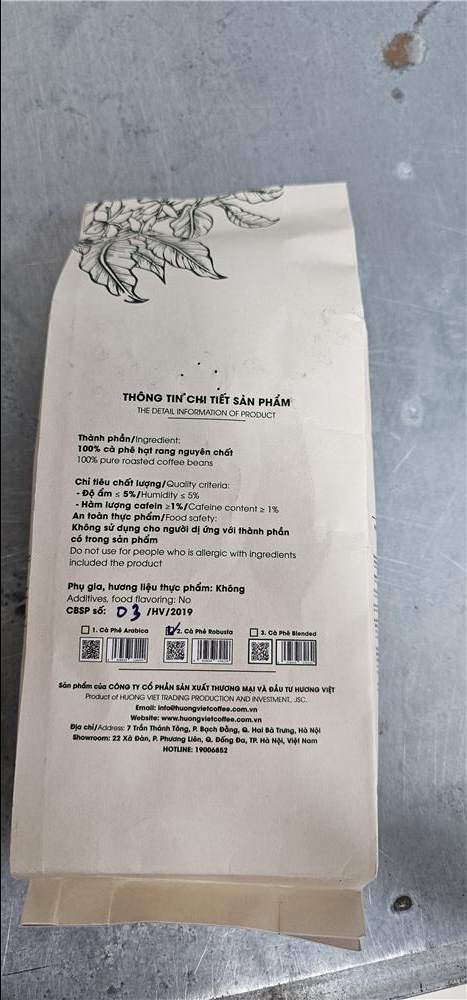 THÔNG TIN CHI TIẾT SẢN PHẨM
THE DETAIL INFORMATION OF PRODUCT
Thành phần/Ingredient:
100% cà phê hạt rang nguyên chất
100% pure roasted coffee beans
Chỉ tiêu chất lượng/Quality criteria:
- Độ ẩm ≤ 5%/Humidity ≤ 5%
- Hàm lượng cafein ≥1%/Cafeine content ≥ 1%
An toàn thực phẩm/Food safety:
Không sử dụng cho người dị ứng với thành phần
có trong sản phẩm
Do not use for people who is allergic with ingredients
included the product
Phụ gia, hương liệu thực phẩm: Không
Additives, food flavoring: No
CBSP số: 03 /HV/2019
1. Cà Phê Arabica 2. Cà Phê Robusta 3. Cà Phê Blended
Sản phẩm của CÔNG TY CỔ PHẦN SẢN XUẤT THƯƠNG MẠI VÀ ĐẦU TƯ HƯƠNG VIỆT
Product of HUONG VIET TRADING PRODUCTION AND INVESTMENT., JSC.
Email: info@huongvietcoffee.com.vn
Website: www.huongvietcoffee.com.vn
Địa chỉ/Address: 7 Trần Thánh Tông, P. Bạch Đằng, Q. Hai Bà Trưng, Hà Nội
Showroom: 22 Xã Đàn, P. Phương Liên, Q. Đống Đa, TP. Hà Nội, Việt Nam
HOTLINE: 19006852